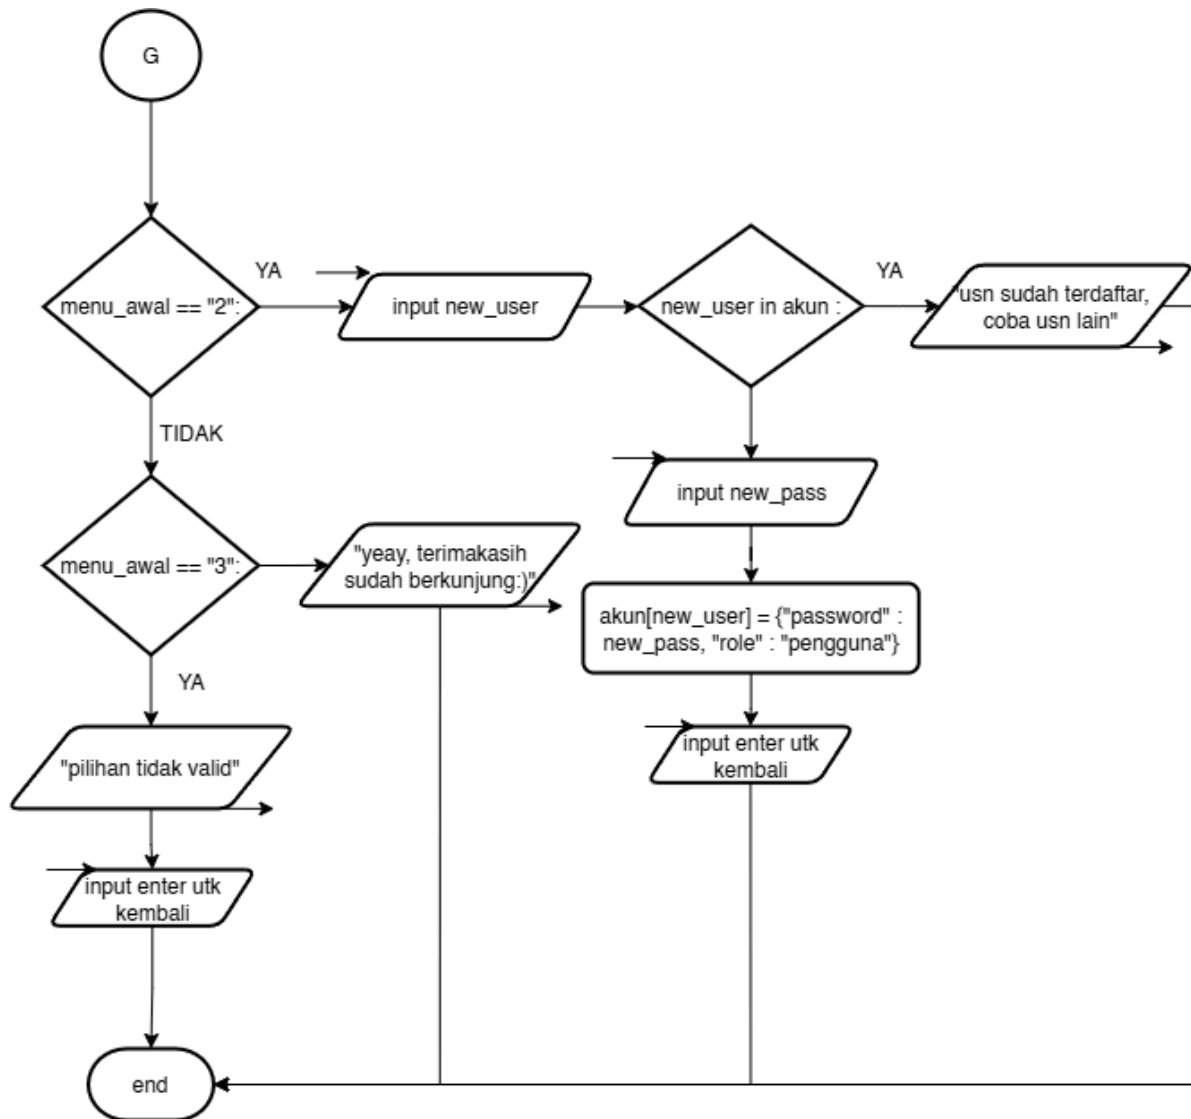 G
menu_awal == "2":
YA
input new_user
new_user in akun :
YA
"usn sudah terdaftar,
coba usn lain"
TIDAK
input new_pass
menu_awal == "3":
"yeay, terimakasih
sudah berkunjung:)"
akun[new_user] = {"password" :
new_pass, "role" : "pengguna"}
YA
"pilihan tidak valid"
input enter utk
kembali
input enter utk
kembali
end